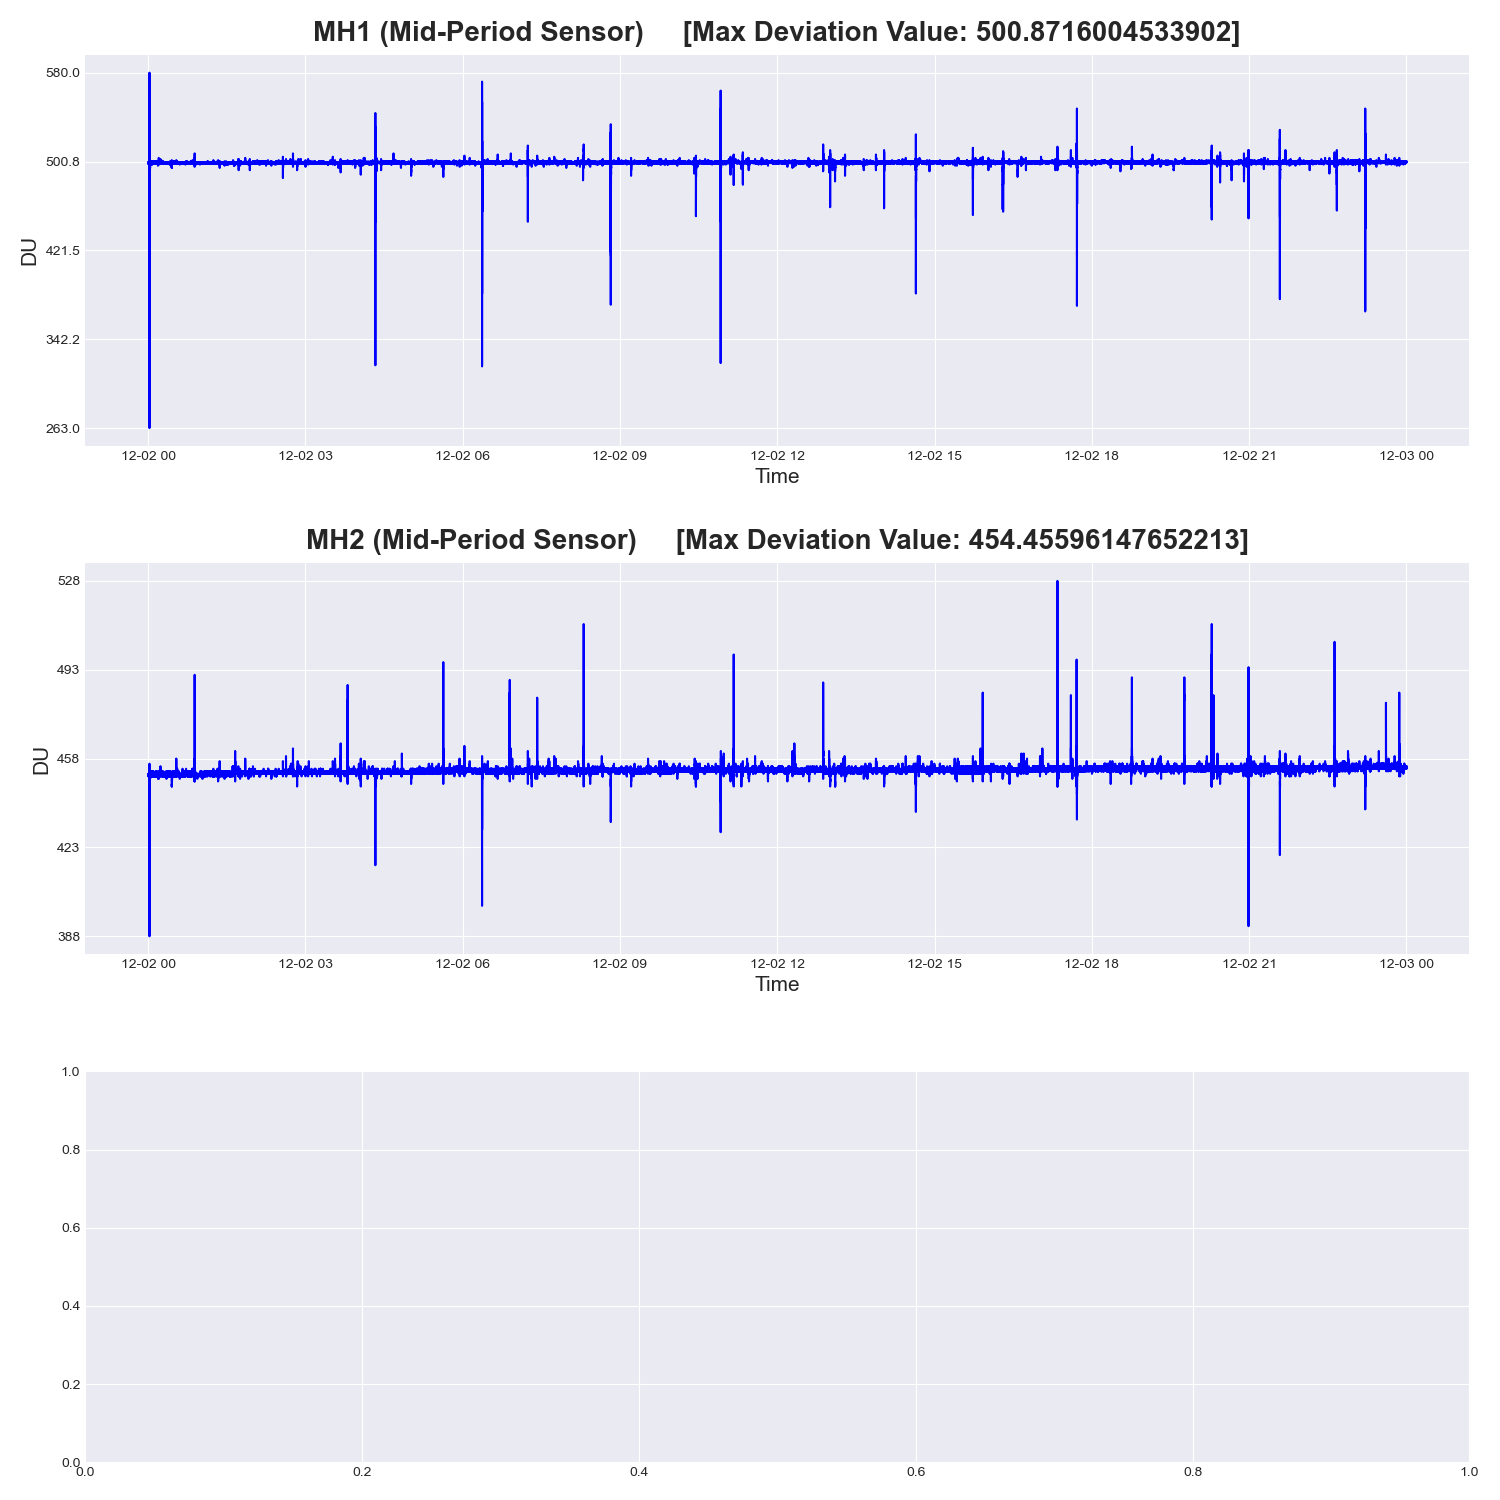 MH1 (Mid-Period Sensor) [Max Deviation Value: 500.8716004533902]
580.0
500.8
421.5
342.2
263.0
DU
12-02 00 12-02 03 12-02 06 12-02 09 12-02 12 12-02 15 12-02 18 12-02 21 12-03 00
Time
MH2 (Mid-Period Sensor) [Max Deviation Value: 454.45596147652213]
528
493
458
423
388
DU
12-02 00 12-02 03 12-02 06 12-02 09 12-02 12 12-02 15 12-02 18 12-02 21 12-03 00
Time
1.0
0.8
0.6
0.4
0.2
0.0
0.0 0.2 0.4 0.6 0.8 1.0